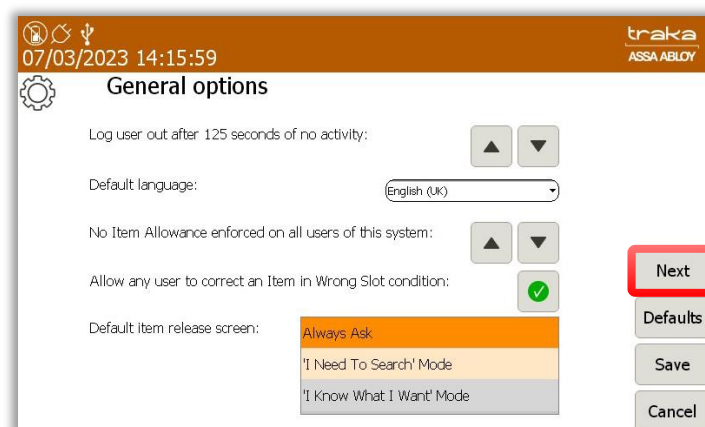 07/03/2023 14:15:59
traka
ASSA ABLOY
General options
Log user out after 125 seconds of no activity:
Default language:
English (UK)
No Item Allowance enforced on all users of this system:
Allow any user to correct an Item in Wrong Slot condition:
Default item release screen:
Always Ask
'I Need To Search' Mode
'I Know What I Want' Mode
Next
Defaults
Save
Cancel